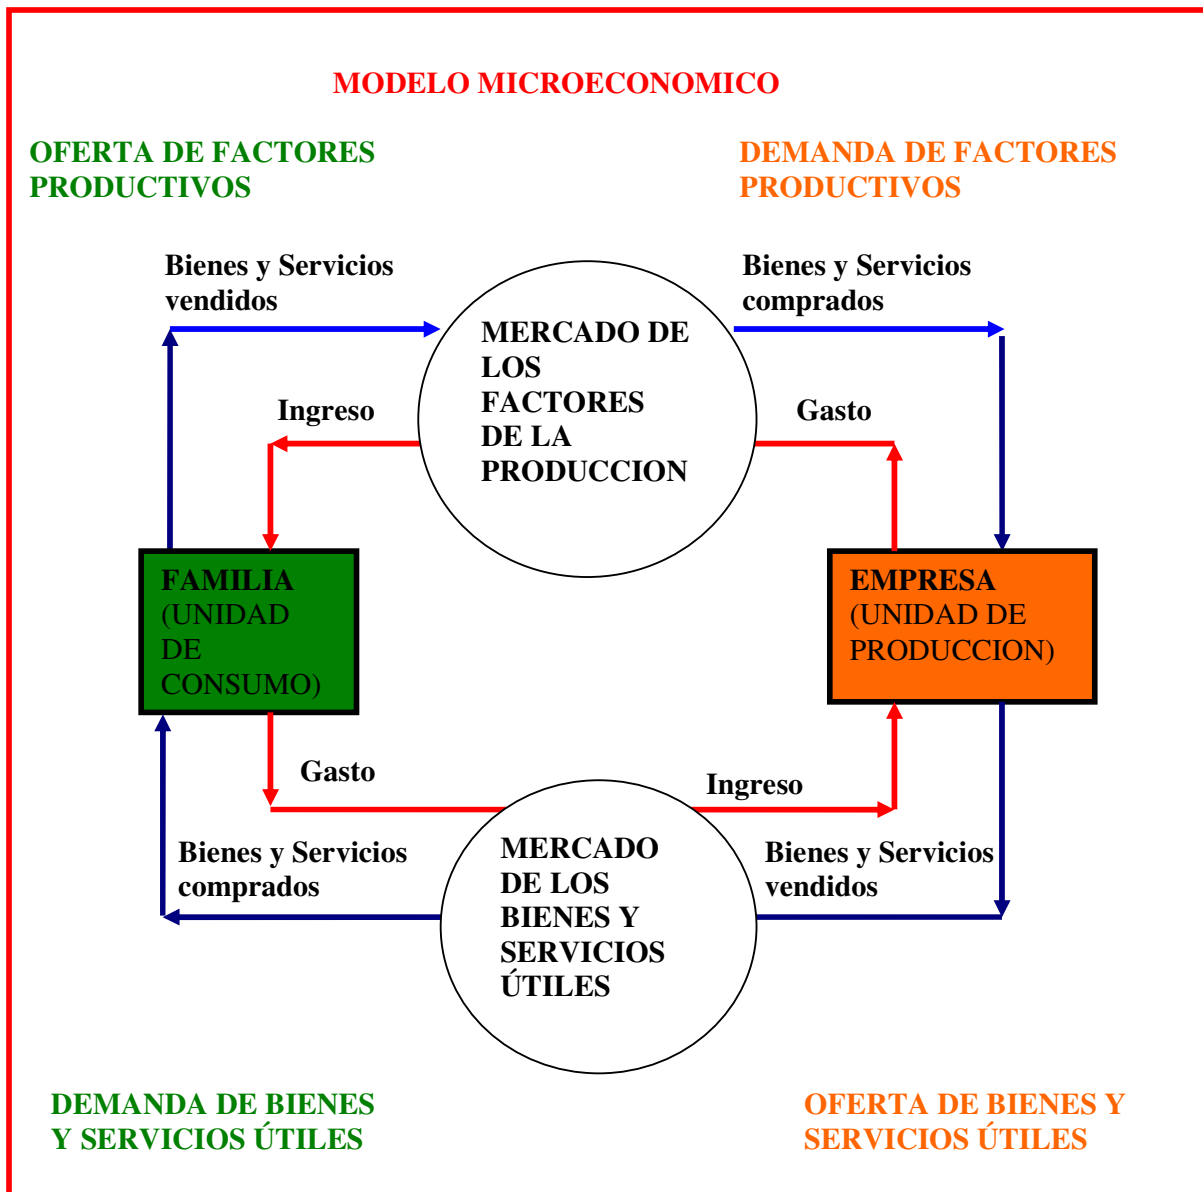 MODELO MICROECONOMICO
OFERTA DE FACTORES
PRODUCTIVOS
DEMANDA DE FACTORES
PRODUCTIVOS
Bienes y Servicios
vendidos
Bienes y Servicios
comprados
MERCADO DE
LOS
FACTORES
DE LA
PRODUCCION
Ingreso
Gasto
FAMILIA
(UNIDAD
DE
CONSUMO)
EMPRESA
(UNIDAD DE
PRODUCCION)
Gasto
Ingreso
Bienes y Servicios
comprados
MERCADO
DE LOS
BIENES Y
SERVICIOS
ÚTILES
Bienes y Servicios
vendidos
DEMANDA DE BIENES
Y SERVICIOS ÚTILES
OFERTA DE BIENES Y
SERVICIOS ÚTILES